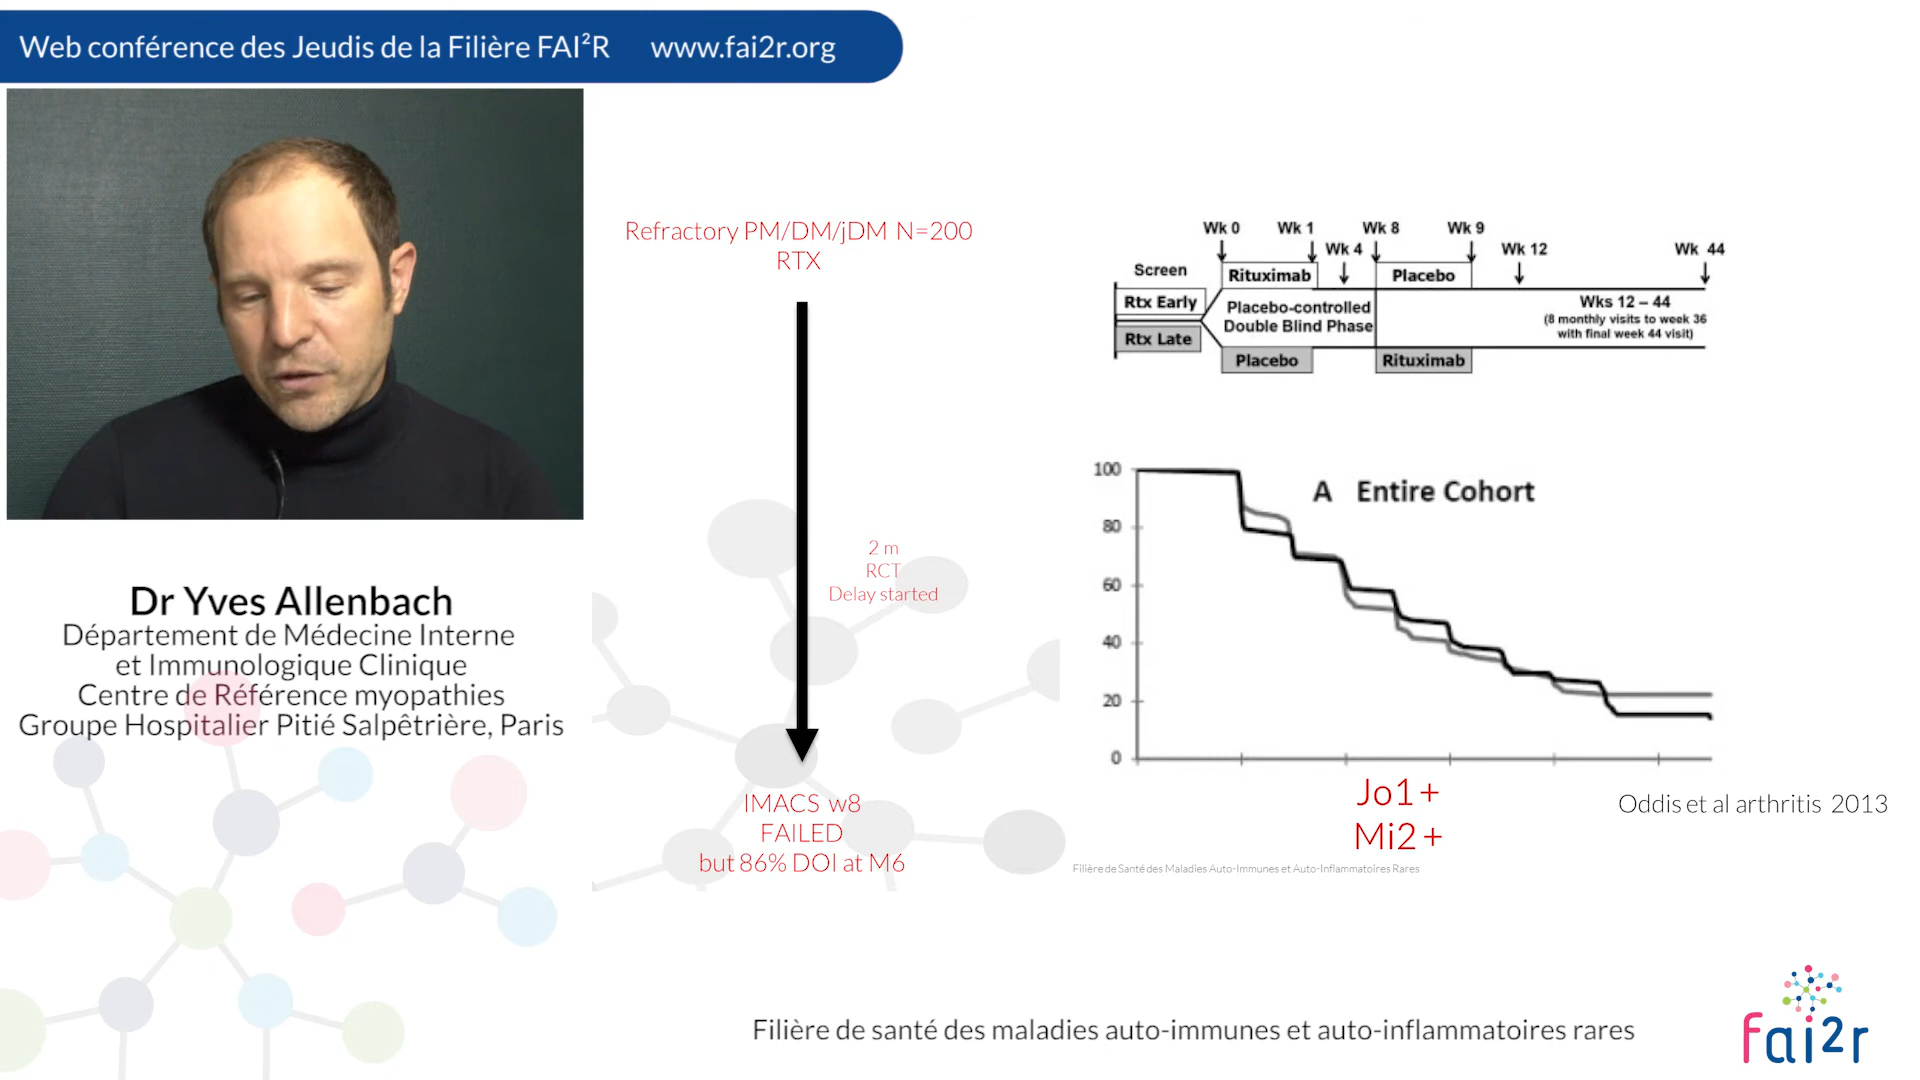 Web conférence des Jeudis de la Filière FAI²R www.fai2r.org
Dr Yves Allenbach
Département de Médecine Interne
et Immunologique Clinique
Centre de Référence myopathies
Groupe Hospitalier Pitié Salpêtrière, Paris
Refractory PM/DM/jDM N=200
RTX
2 m
RCT
Delay started
IMACS w8
FAILED
but 86% DOI at M6
Wk 0 Wk 1 Wk 8 Wk 9
Wk 4 Wk 12 Wk 44
Screen
Rituximab Placebo
Rtx Early
Placebo-controlled
Double Blind Phase
Wks 12 – 44
(8 monthly visits to week 36
with final week 44 visit)
Rtx Late
Placebo Rituximab
A Entire Cohort
100
80
60
40
20
0
Jo1+
Mi2+
Oddis et al arthritis 2013
Filière de Santé des Maladies Auto-Immunes et Auto-Inflammatoires Rares
Filière de santé des maladies auto-immunes et auto-inflammatoires rares
fai2r